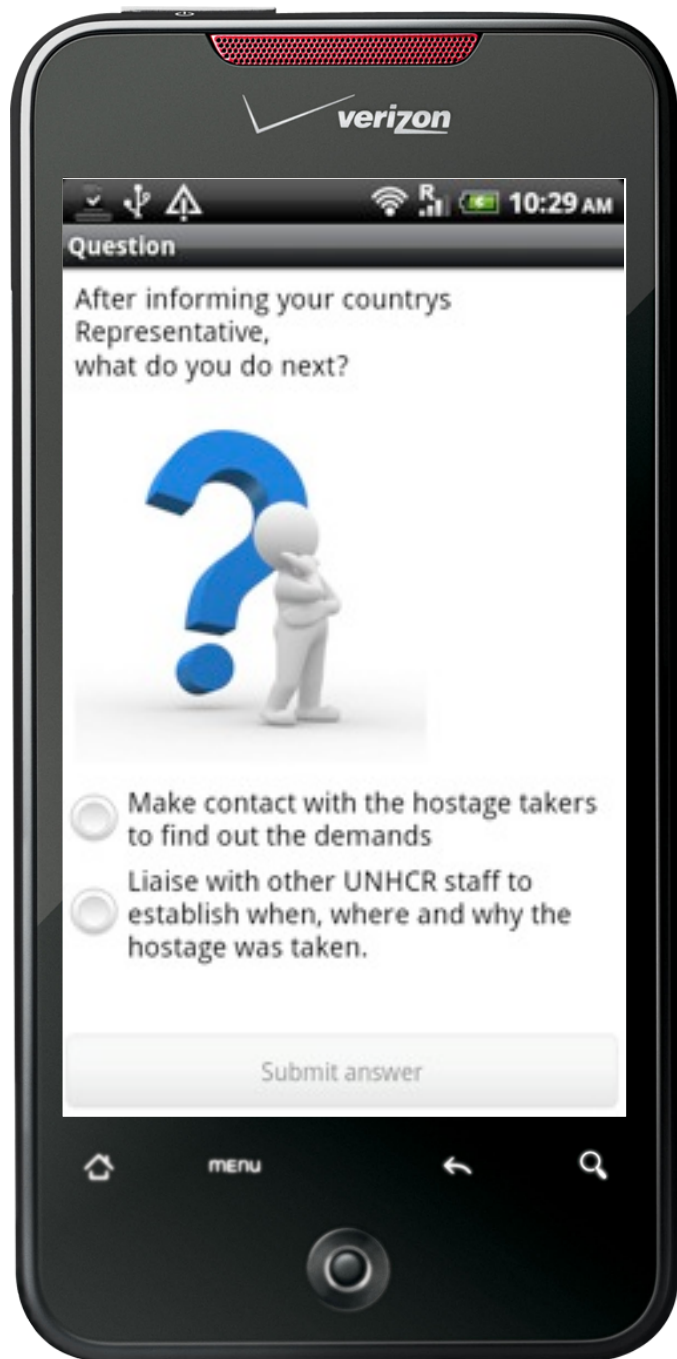 verizon
R 10:29 AM
Question
After informing your countrys
Representative,
what do you do next?
Make contact with the hostage takers
to find out the demands
Liaise with other UNHCR staff to
establish when, where and why the
hostage was taken.
Submit answer
MENU